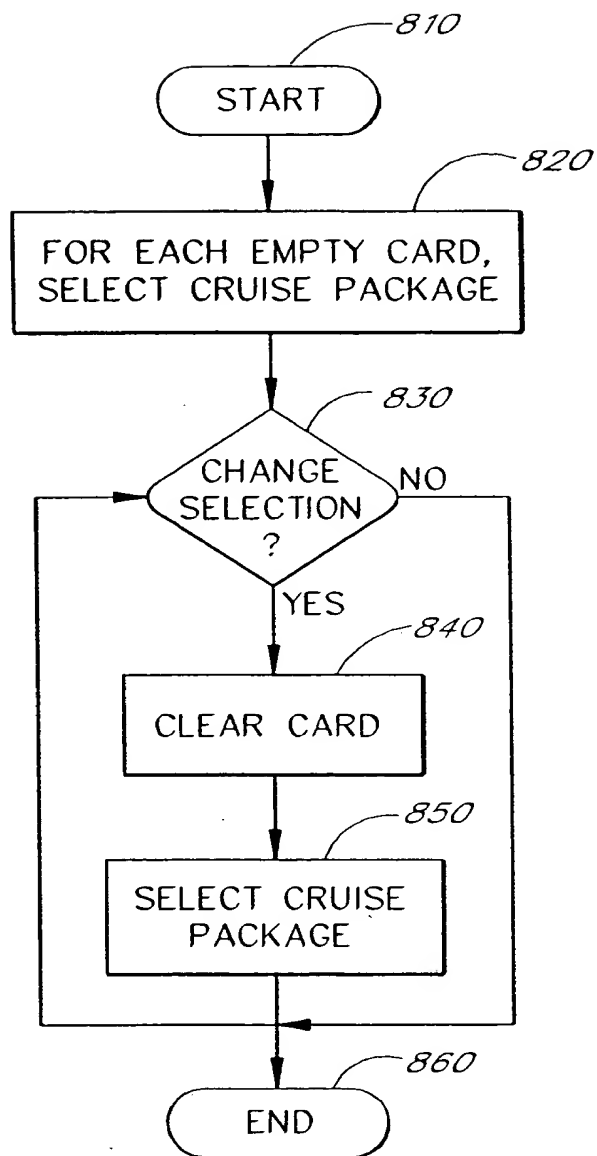 810
START
820
FOR EACH EMPTY CARD,
SELECT CRUISE PACKAGE
830
CHANGE
SELECTION
?
NO
YES
840
CLEAR CARD
850
SELECT CRUISE
PACKAGE
860
END